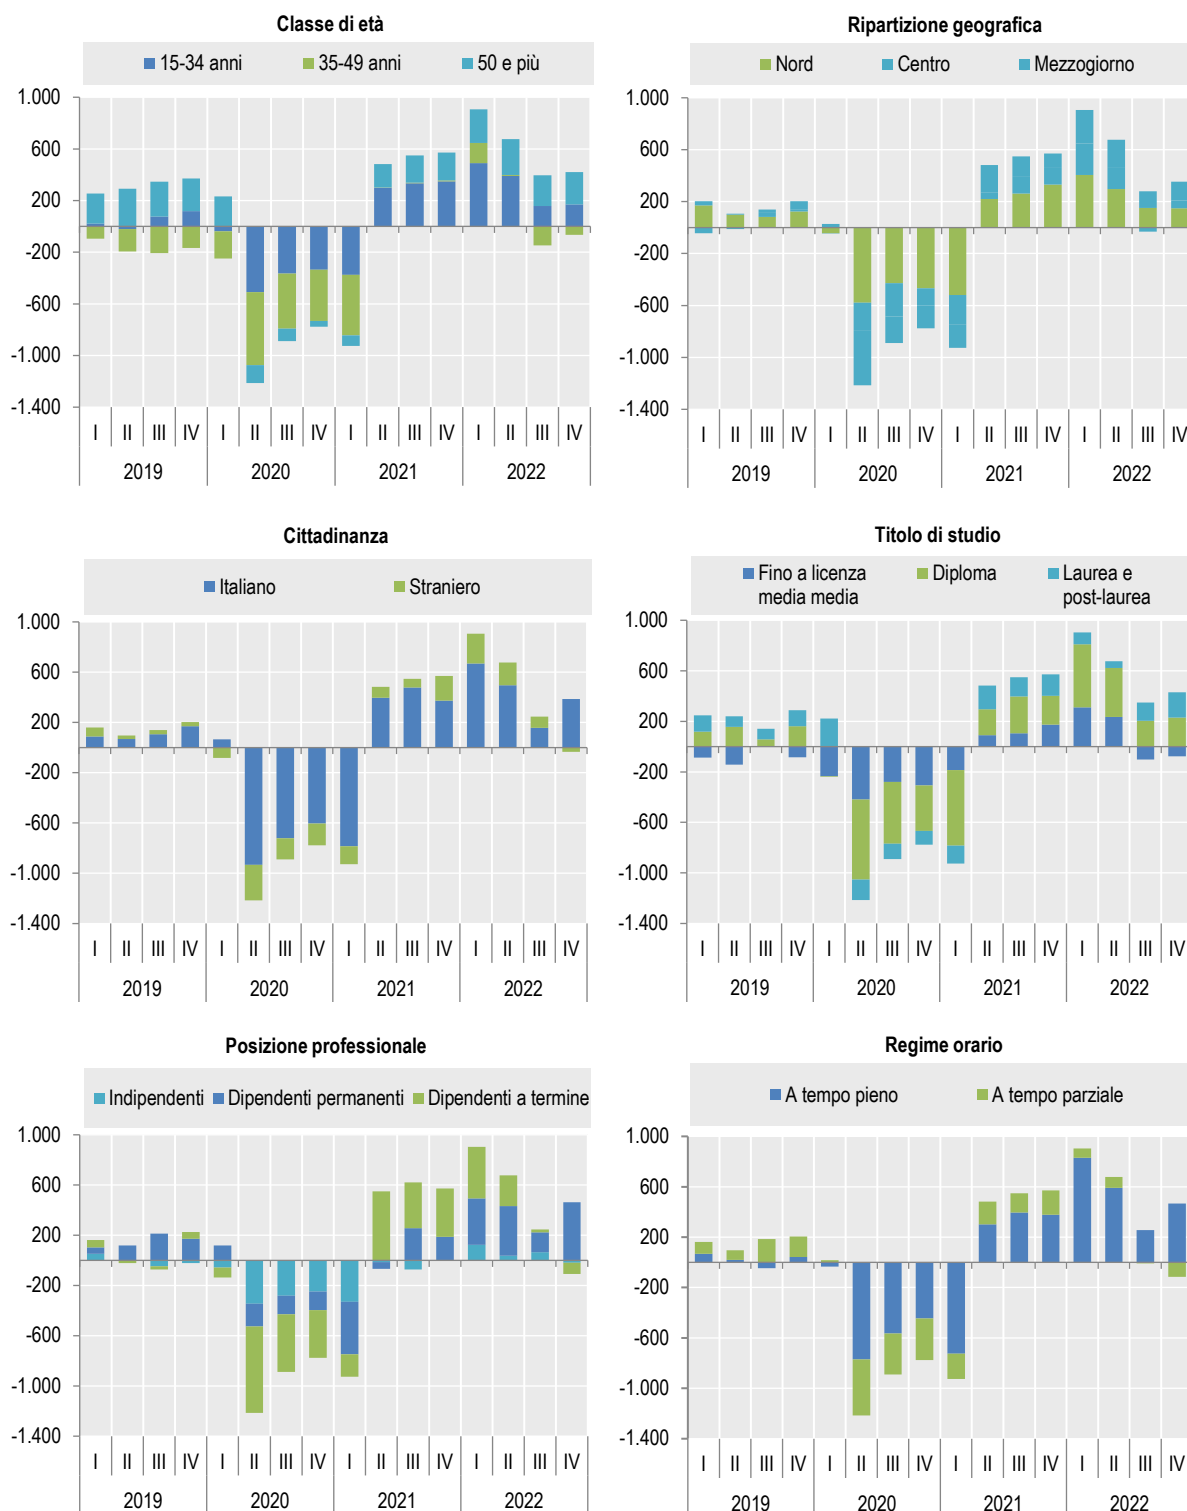 Classe di età
15-34 anni 35-49 anni 50 e più
1.000
600
200
-200
-600
-1.000
-1.400
I II III IV I II III IV I II III IV I II III IV
2019 2020 2021 2022
Ripartizione geografica
Nord Centro Mezzogiorno
1.000
600
200
-200
-600
-1.000
-1.400
I II III IV I II III IV I II III IV I II III IV
2019 2020 2021 2022
Cittadinanza
Italiano Straniero
1.000
600
200
-200
-600
-1.000
-1.400
I II III IV I II III IV I II III IV I II III IV
2019 2020 2021 2022
Titolo di studio
Fino a licenza Diploma Laurea e
media media post-laurea
1.000
600
200
-200
-600
-1.000
-1.400
I II III IV I II III IV I II III IV I II III IV
2019 2020 2021 2022
Posizione professionale
Indipendenti Dipendenti permanenti Dipendenti a termine
1.000
600
200
-200
-600
-1.000
-1.400
I II III IV I II III IV I II III IV I II III IV
2019 2020 2021 2022
Regime orario
A tempo pieno A tempo parziale
1.000
600
200
-200
-600
-1.000
-1.400
I II III IV I II III IV I II III IV I II III IV
2019 2020 2021 2022